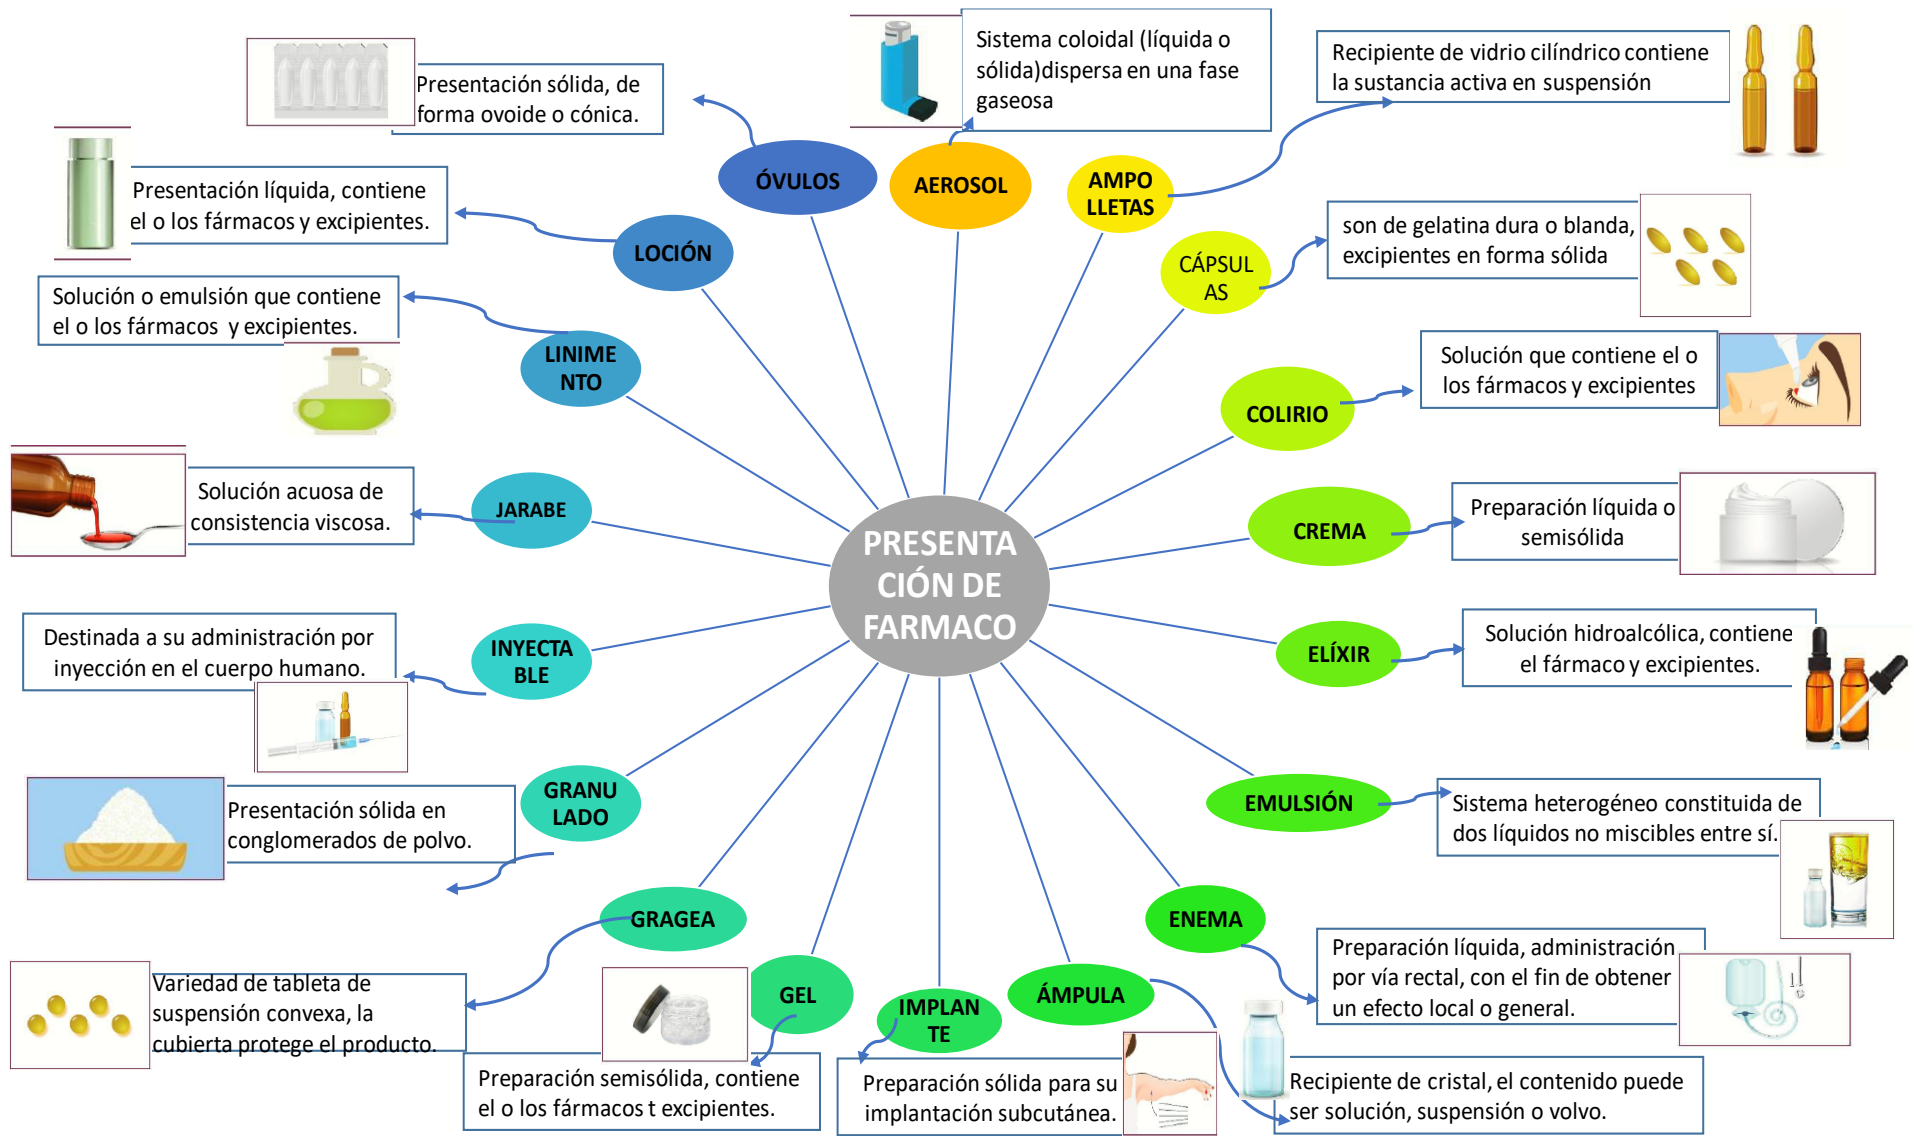 PRESENTA
CIÓN DE
FARMACO
AEROSOL
Sistema coloidal (líquida o
sólida)dispersa en una fase
gaseosa
AMPO
LLETAS
Recipiente de vidrio cilíndrico contiene
la sustancia activa en suspensión
CÁPSUL
AS
son de gelatina dura o blanda,
excipientes en forma sólida
COLIRIO
Solución que contiene el o
los fármacos y excipientes
CREMA
Preparación líquida o
semisólida
ELÍXIR
Solución hidroalcólica, contiene
el fármaco y excipientes.
EMULSIÓN
Sistema heterogéneo constituida de
dos líquidos no miscibles entre sí.
ENEMA
Preparación líquida, administración
por vía rectal, con el fin de obtener
un efecto local o general.
ÁMPULA
Recipiente de cristal, el contenido puede
ser solución, suspensión o volvo.
IMPLAN
TE
Preparación sólida para su
implantación subcutánea.
GEL
Preparación semisólida, contiene
el o los fármacos t excipientes.
GRAGEA
Variedad de tableta de
suspensión convexa, la
cubierta protege el producto.
GRANU
LADO
Presentación sólida en
conglomerados de polvo.
INYECTA
BLE
Destinada a su administración por
inyección en el cuerpo humano.
JARABE
Solución acuosa de
consistencia viscosa.
LINIME
NTO
Solución o emulsión que contiene
el o los fármacos y excipientes.
LOCIÓN
Presentación líquida, contiene
el o los fármacos y excipientes.
ÓVULOS
Presentación sólida, de
forma ovoide o cónica.